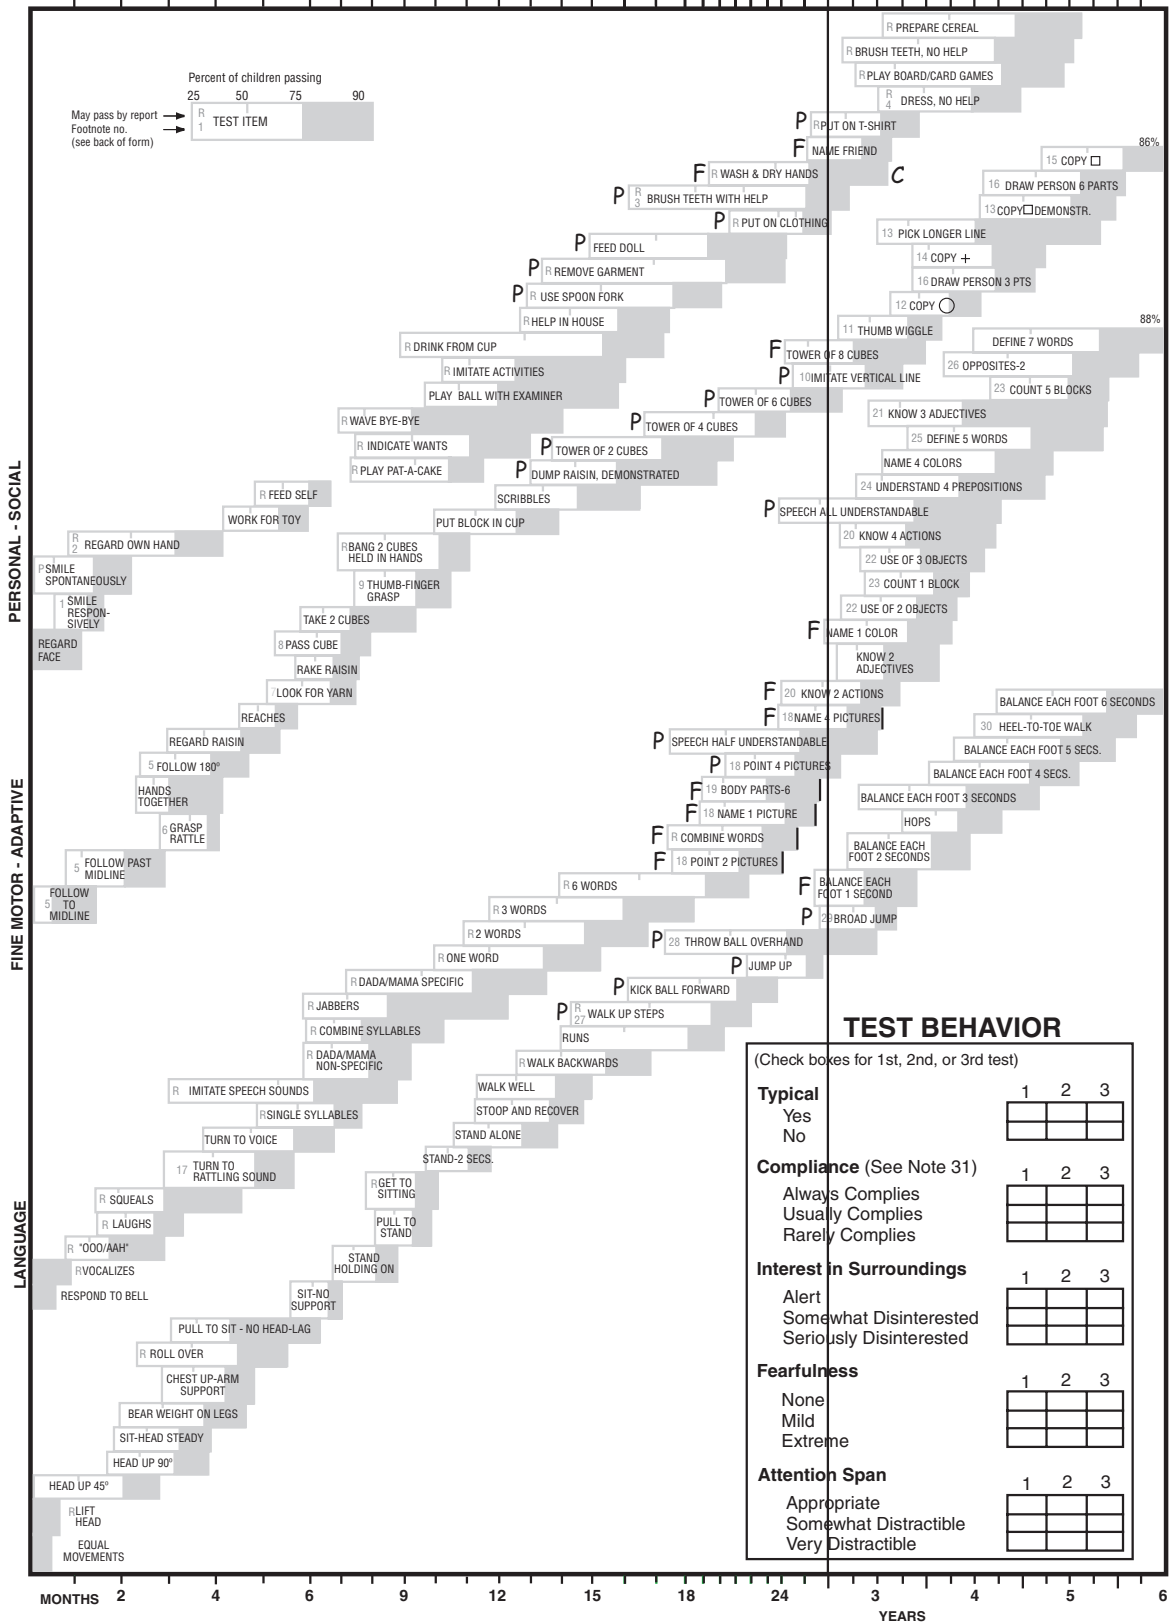 Percent of children passing
25 50 75 90
May pass by report
Footnote no.
(see back of form)
R
1
TEST ITEM
R PREPARE CEREAL
R BRUSH TEETH, NO HELP
R PLAY BOARD/CARD GAMES
R
4 DRESS, NO HELP
P R PUT ON T-SHIRT
F NAME FRIEND
F R WASH & DRY HANDS C
P R
3 BRUSH TEETH WITH HELP
P R PUT ON CLOTHING
P FEED DOLL
P R REMOVE GARMENT
P R USE SPOON FORK
R HELP IN HOUSE
R DRINK FROM CUP
R IMITATE ACTIVITIES
PLAY BALL WITH EXAMINER
R WAVE BYE-BYE
R INDICATE WANTS
R PLAY PAT-A-CAKE
R FEED SELF
WORK FOR TOY
R
2 REGARD OWN HAND
P SMILE
SPONTANEOUSLY
1 SMILE
RESPON-
SIVELY
REGARD
FACE
PERSONAL - SOCIAL
86%
15 COPY □
16 DRAW PERSON 6 PARTS
13 COPY □ DEMONSTR.
13 PICK LONGER LINE
14 COPY +
16 DRAW PERSON 3 PTS
12 COPY ○
11 THUMB WIGGLE
F TOWER OF 8 CUBES
P 10 IMITATE VERTICAL LINE
P TOWER OF 6 CUBES
P TOWER OF 4 CUBES
P TOWER OF 2 CUBES
P DUMP RAISIN, DEMONSTRATED
SCRIBBLES
PUT BLOCK IN CUP
R BANG 2 CUBES
HELD IN HANDS
9 THUMB-FINGER
GRASP
TAKE 2 CUBES
8 PASS CUBE
RAKE RAISIN
7 LOOK FOR YARN
REACHES
REGARD RAISIN
5 FOLLOW 180º
HANDS
TOGETHER
6 GRASP
RATTLE
5 FOLLOW PAST
MIDLINE
5 FOLLOW
TO
MIDLINE
FINE MOTOR - ADAPTIVE
88%
DEFINE 7 WORDS
26 OPPOSITES-2
23 COUNT 5 BLOCKS
21 KNOW 3 ADJECTIVES
25 DEFINE 5 WORDS
NAME 4 COLORS
24 UNDERSTAND 4 PREPOSITIONS
P SPEECH ALL UNDERSTANDABLE
20 KNOW 4 ACTIONS
22 USE OF 3 OBJECTS
23 COUNT 1 BLOCK
22 USE OF 2 OBJECTS
F NAME 1 COLOR
KNOW 2
ADJECTIVES
F 20 KNOW 2 ACTIONS
F 18 NAME 4 PICTURES
P SPEECH HALF UNDERSTANDABLE
P 18 POINT 4 PICTURES
F 19 BODY PARTS-6
F 18 NAME 1 PICTURE
F R COMBINE WORDS
F 18 POINT 2 PICTURES
R 6 WORDS
R 3 WORDS
R 2 WORDS
R ONE WORD
R DADA/MAMA SPECIFIC
R JABBERS
R COMBINE SYLLABLES
R DADA/MAMA
NON-SPECIFIC
R IMITATE SPEECH SOUNDS
R SINGLE SYLLABLES
TURN TO VOICE
17 TURN TO
RATTLING SOUND
R SQUEALS
R LAUGHS
R "OOO/AAH"
R VOCALIZES
RESPOND TO BELL
LANGUAGE
BALANCE EACH FOOT 6 SECONDS
30 HEEL-TO-TOE WALK
BALANCE EACH FOOT 5 SECS.
BALANCE EACH FOOT 4 SECS.
BALANCE EACH FOOT 3 SECONDS
HOPS
BALANCE EACH
FOOT 2 SECONDS
F BALANCE EACH
FOOT 1 SECOND
P 29 BROAD JUMP
P 28 THROW BALL OVERHAND
P JUMP UP
P KICK BALL FORWARD
P R
27 WALK UP STEPS
RUNS
R WALK BACKWARDS
WALK WELL
STOOP AND RECOVER
STAND ALONE
STAND-2 SECS.
R GET TO
SITTING
PULL TO
STAND
STAND
HOLDING ON
SIT-NO
SUPPORT
PULL TO SIT - NO HEAD-LAG
R ROLL OVER
CHEST UP-ARM
SUPPORT
BEAR WEIGHT ON LEGS
SIT-HEAD STEADY
HEAD UP 90º
HEAD UP 45º
R LIFT
HEAD
EQUAL
MOVEMENTS
TEST BEHAVIOR
(Check boxes for 1st, 2nd, or 3rd test)
Typical 1 2 3
Yes
No
Compliance (See Note 31) 1 2 3
Always Complies
Usually Complies
Rarely Complies
Interest in Surroundings 1 2 3
Alert
Somewhat Disinterested
Seriously Disinterested
Fearfulness 1 2 3
None
Mild
Extreme
Attention Span 1 2 3
Appropriate
Somewhat Distractible
Very Distractible
MONTHS 2 4 6 9 12 15 18 24 3 4 5 6
YEARS